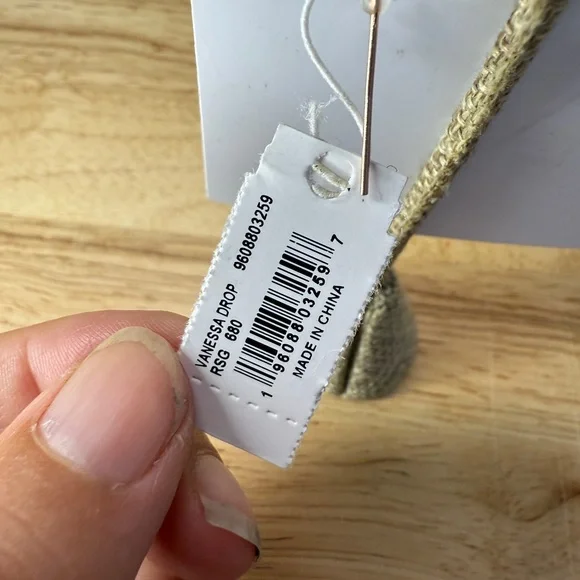 VANESSA DROP 9608803259
RSG 680
1 96088 03259 7
MADE IN CHINA